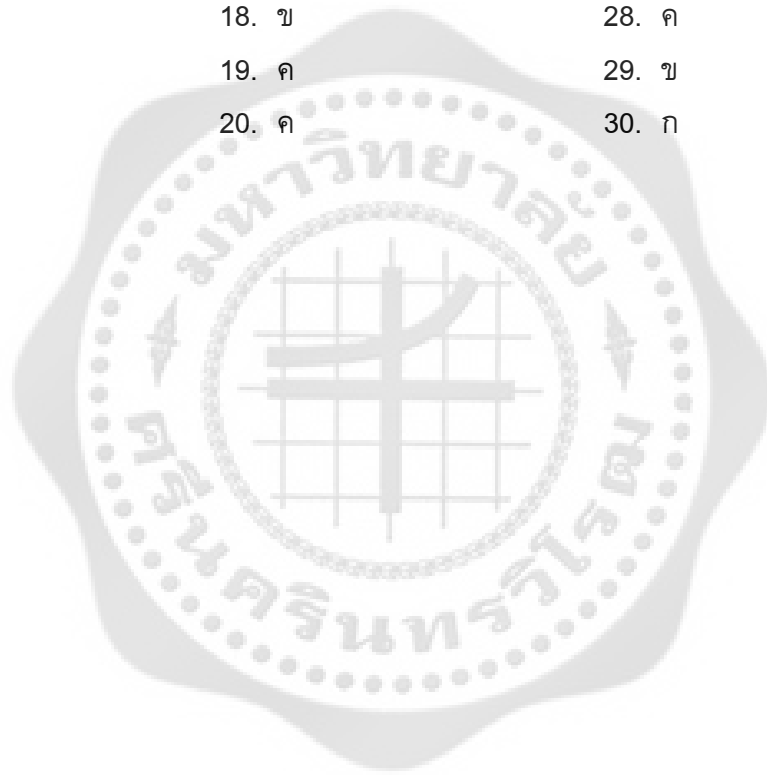 18. ข 28. ค
19. ค 29. ข
20. ค 30. ก
มหาวิทยาลัย
ศรีนครินทรวิโรฒ